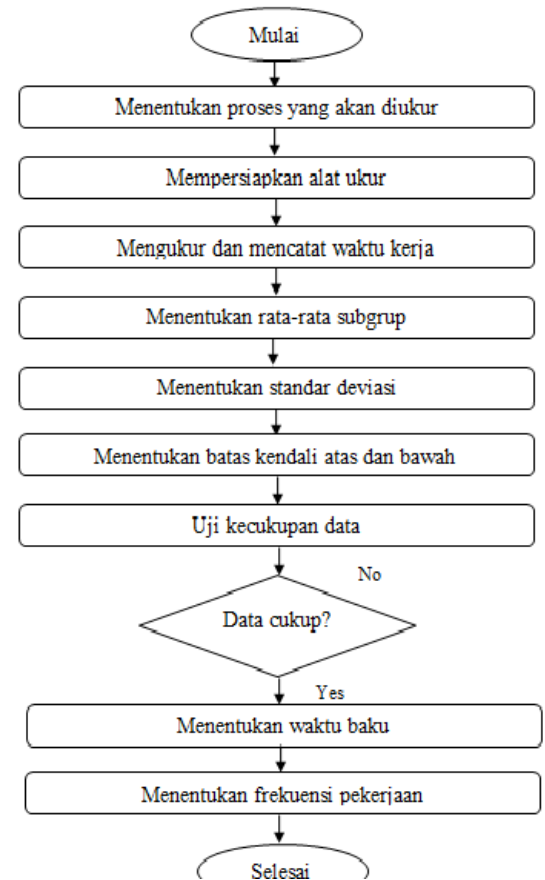 Mulai
Menentukan proses yang akan diukur
Mempersiapkan alat ukur
Mengukur dan mencatat waktu kerja
Menentukan rata-rata subgrup
Menentukan standar deviasi
Menentukan batas kendali atas dan bawah
Uji kecukupan data
No
Data cukup?
Yes
Menentukan waktu baku
Menentukan frekuensi pekerjaan
Selesai